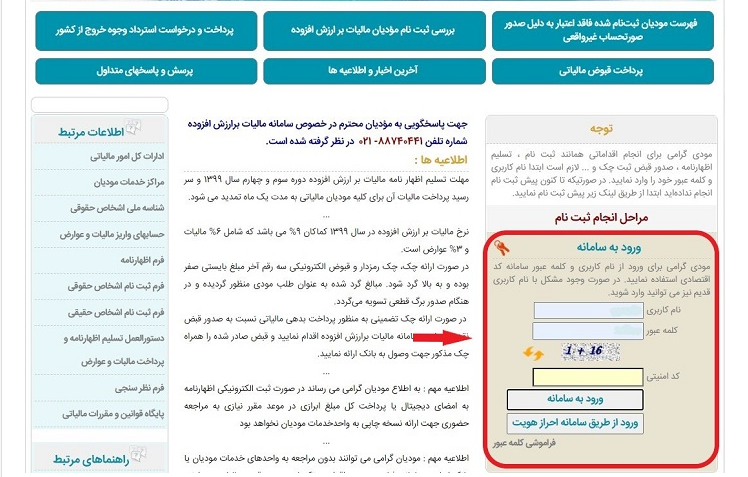 فهرست مودیان ثبت‌نام شده فاقد اعتبار به دلیل صدور
صورتحساب غیرواقعی
بررسی ثبت نام مؤدیان مالیات بر ارزش افزوده
پرداخت و درخواست استرداد وجوه خروج از کشور
پرداخت قبوض مالیاتی
آخرین اخبار و اطلاعیه ها
پرسش و پاسخهای متداول
توجه
مودی گرامی برای انجام اقداماتی همانند ثبت نام ، تسلیم
اظهارنامه ، صدور قبض ثبت چک و ... لازم است ابتدا نام کاربری
و کلمه عبور خود را وارد نمایید. در صورتیکه تا کنون پیش ثبت نام
انجام نداده‌اید ابتدا از طریق لینک زیر پیش ثبت نام نمایید.
مراحل انجام ثبت نام
ورود به سامانه
مودی گرامی برای ورود از نام کاربری و کلمه عبور سامانه کد
اقتصادی استفاده نمایید. در صورت وجود مشکل با نام کاربری
قدیم نیز می توانید وارد شوید.
نام کاربری
کلمه عبور
1 + 16
کد امنیتی
ورود به سامانه
ورود از طریق سامانه احراز هویت
فراموشی کلمه عبور
جهت پاسخگویی به مؤدیان محترم در خصوص سامانه مالیات برارزش افزوده
شماره تلفن ۸۸۷۴۰۴۴۱- ۰۲۱ در نظر گرفته شده است.
اطلاعیه ها :
مهلت تسلیم اظهار نامه مالیات بر ارزش افزوده دوره سوم و چهارم سال ۱۳۹۹ و سر
رسید پرداخت مالیات آن برای کلیه مودیان مالیاتی به مدت یک ماه تمدید می شود.
...
نرخ مالیات بر ارزش افزوده در سال ۱۳۹۹ کماکان ۹% می باشد که شامل ۶% مالیات
و ۳% عوارض است.
در صورت ارائه چک، چک رمزدار و قبوض الکترونیکی سه رقم آخر مبلغ بایستی صفر
بوده و به بالا گرد شود. مبالغ گرد شده به عنوان طلب مودی منظور گردیده و در
هنگام صدور برگ قطعی تسویه می‌گردد.
در صورت ارائه چک تضمینی به منظور پرداخت بدهی مالیاتی نسبت به صدور قبض
سامانه مالیات برارزش افزوده اقدام نمایید و قبض صادر شده را همراه
چک مذکور جهت وصول به بانک ارائه نمایید.
...
اطلاعیه مهم : به اطلاع مودیان گرامی می رساند در صورت ثبت الکترونیکی اظهارنامه
به امضای دیجیتال یا پرداخت کل مبلغ ابرازی در موعد مقرر نیازی به مراجعه
حضوری جهت ارائه نسخه چاپی به واحدخدمات مودیان نخواهد بود
...
اطلاعیه مهم : مودیان گرامی می توانند بدون مراجعه به واحدهای خدمات مودیان یا
اطلاعات مرتبط
ادارات کل امور مالیاتی
مراکز خدمات مودیان
شناسه ملی اشخاص حقوقی
حسابهای واریز مالیات و عوارض
فرم اظهارنامه
فرم ثبت نام اشخاص حقوقی
فرم ثبت نام اشخاص حقیقی
دستورالعمل تسلیم اظهارنامه و
پرداخت مالیات و عوارض
فرم نظر سنجی
پایگاه قوانین و مقررات مالیاتی
راهنماهای مرتبط